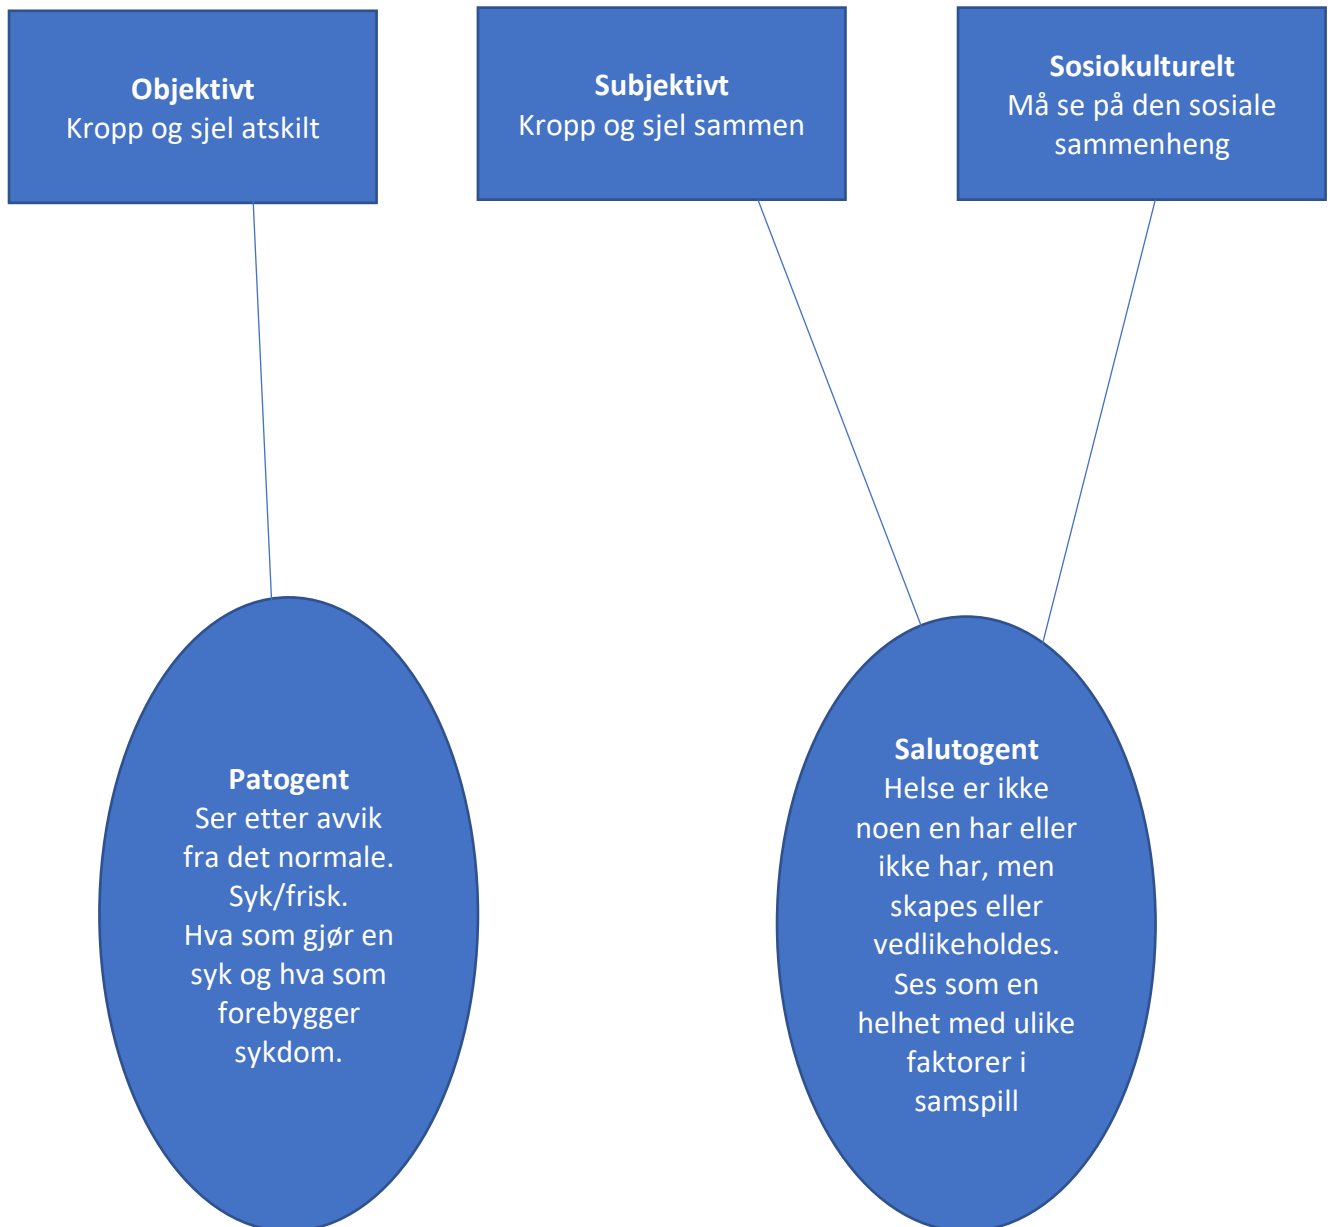 Objektivt
Kropp og sjel atskilt
Subjektivt
Kropp og sjel sammen
Sosiokulturelt
Må se på den sosiale
sammenheng
Patogent
Ser etter avvik
fra det normale.
Syk/frisk.
Hva som gjør en
syk og hva som
forebygger
sykdom.
Salutogent
Helse er ikke
noen en har eller
ikke har, men
skapes eller
vedlikeholdes.
Ses som en
helhet med ulike
faktorer i
samspill